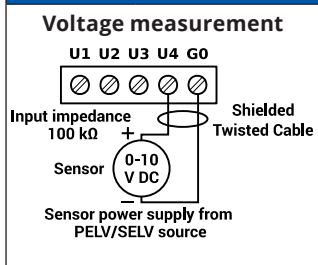 Voltage measurement
U1 U2 U3 U4 G0
Input impedance
100 kΩ
Shielded
Twisted Cable
+
Sensor
0-10
V DC
–
Sensor power supply from
PELV/SELV source